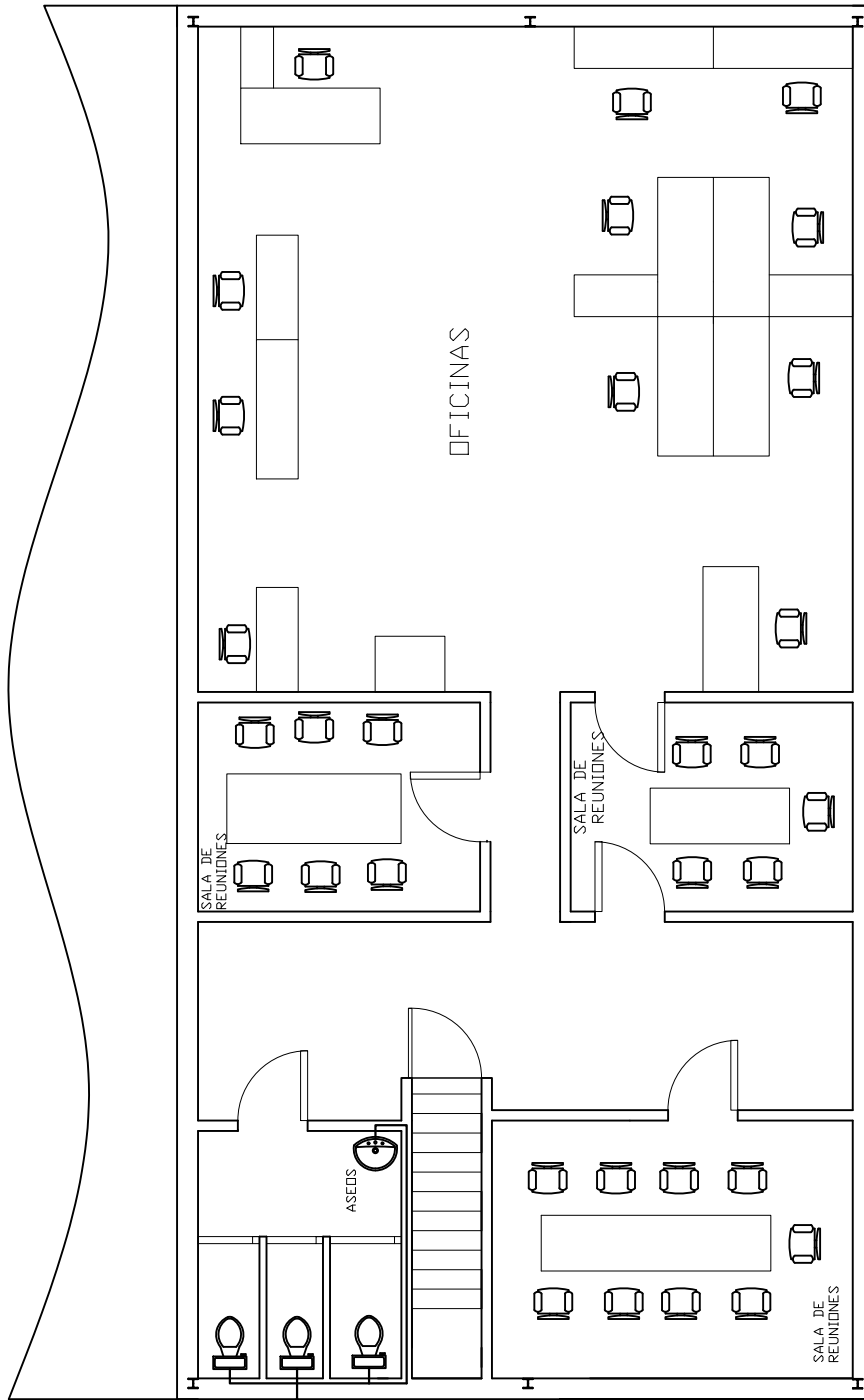 OFICINAS
SALA DE
REUNIONES
SALA DE
REUNIONES
ASEOS
SALA DE
REUNIONES